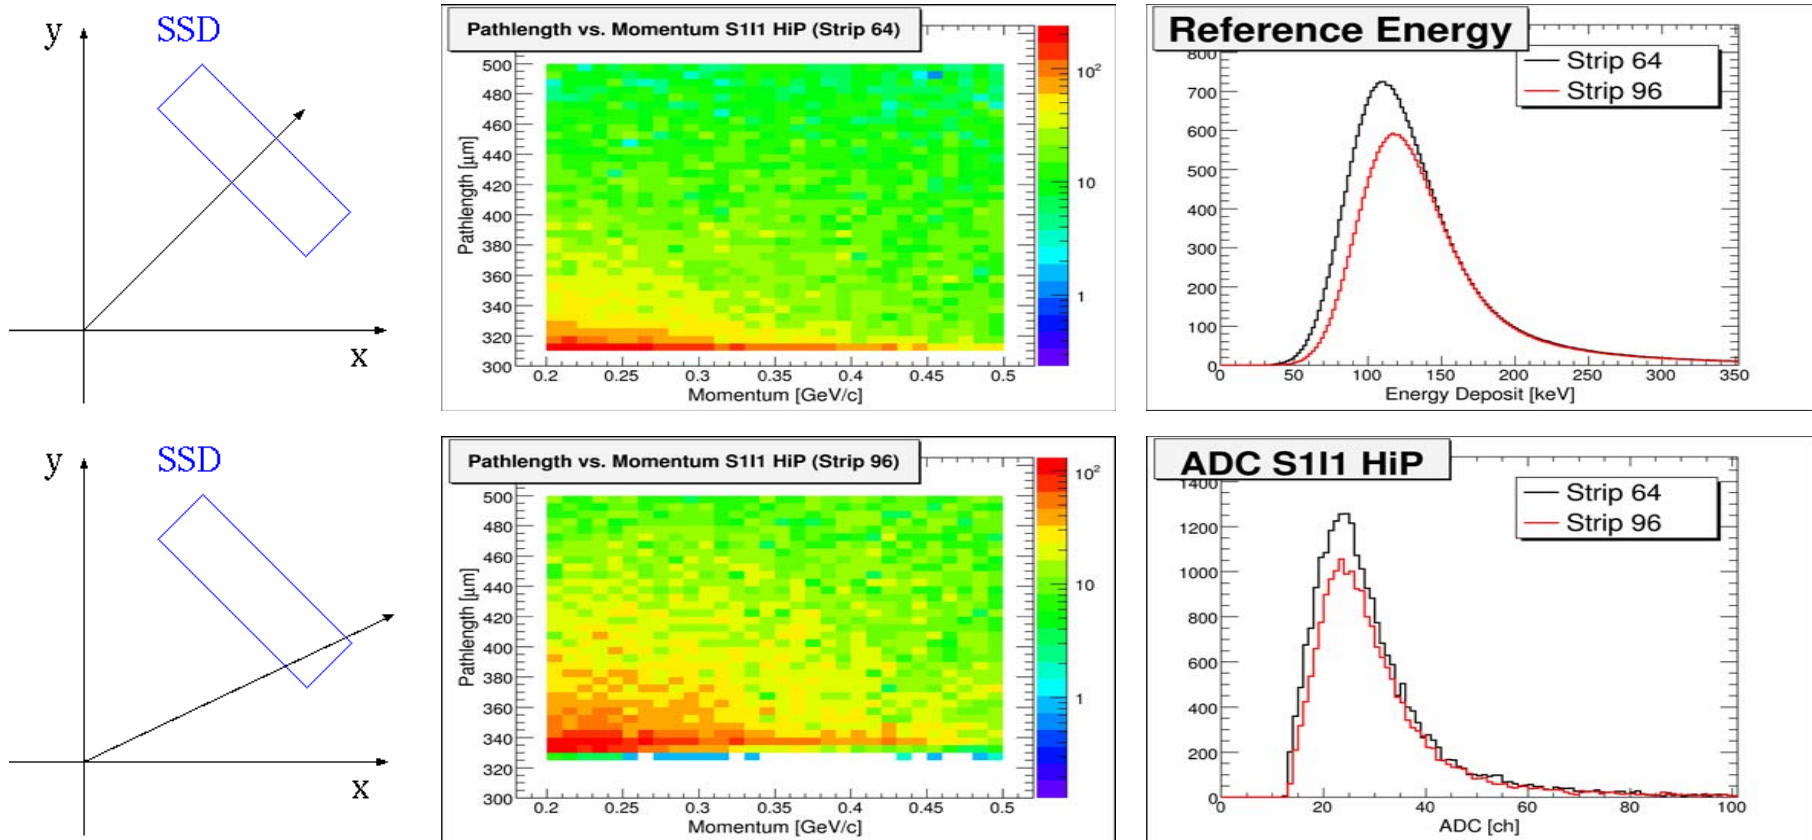 y
SSD
x
Pathlength vs. Momentum S1I1 HiP (Strip 64)
500
480
460
440
420
400
380
360
340
320
300
Pathlength [μm]
0.2 0.25 0.3 0.35 0.4 0.45 0.5
Momentum [GeV/c]
10²
10
1
Reference Energy
Strip 64
Strip 96
800
700
600
500
400
300
200
100
0
0 50 100 150 200 250 300 350
Energy Deposit [keV]
y
SSD
x
Pathlength vs. Momentum S1I1 HiP (Strip 96)
500
480
460
440
420
400
380
360
340
320
300
Pathlength [μm]
0.2 0.25 0.3 0.35 0.4 0.45 0.5
Momentum [GeV/c]
10²
10
1
ADC S1I1 HiP
Strip 64
Strip 96
1400
1200
1000
800
600
400
200
0
0 20 40 60 80 100
ADC [ch]